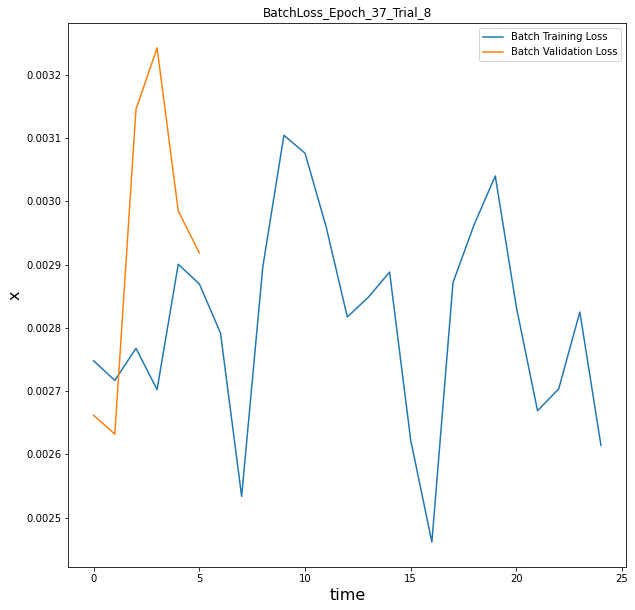 BatchLoss_Epoch_37_Trial_8
Batch Training Loss
Batch Validation Loss
0.0032
0.0031
0.0030
0.0029
0.0028
0.0027
0.0026
0.0025
x
0 5 10 15 20 25
time